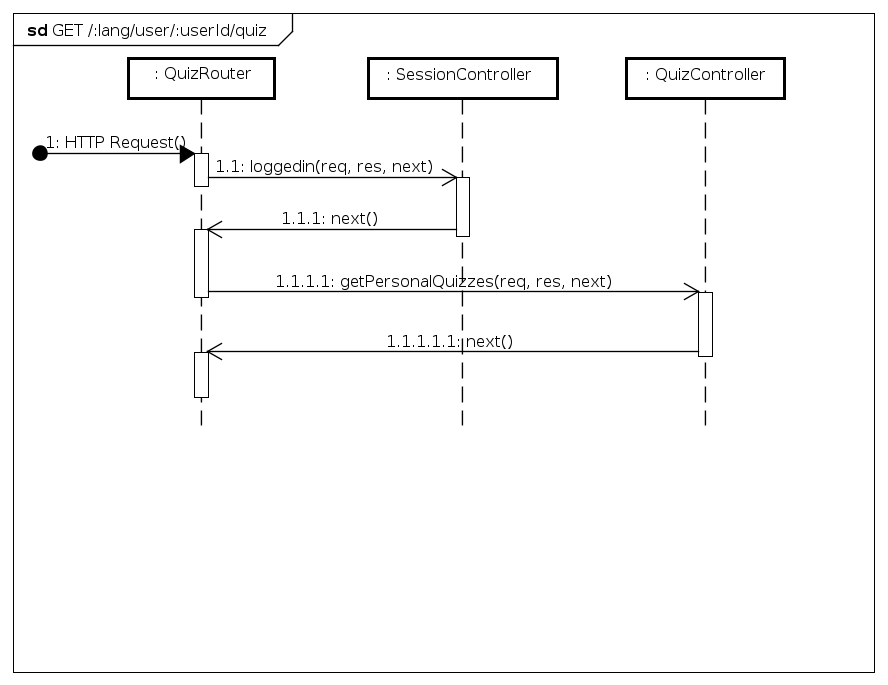 sd GET /:lang/user/:userId/quiz
: QuizRouter
: SessionController
: QuizController
1: HTTP Request()
1.1: loggedin(req, res, next)
1.1.1: next()
1.1.1.1: getPersonalQuizzes(req, res, next)
1.1.1.1.1: next()